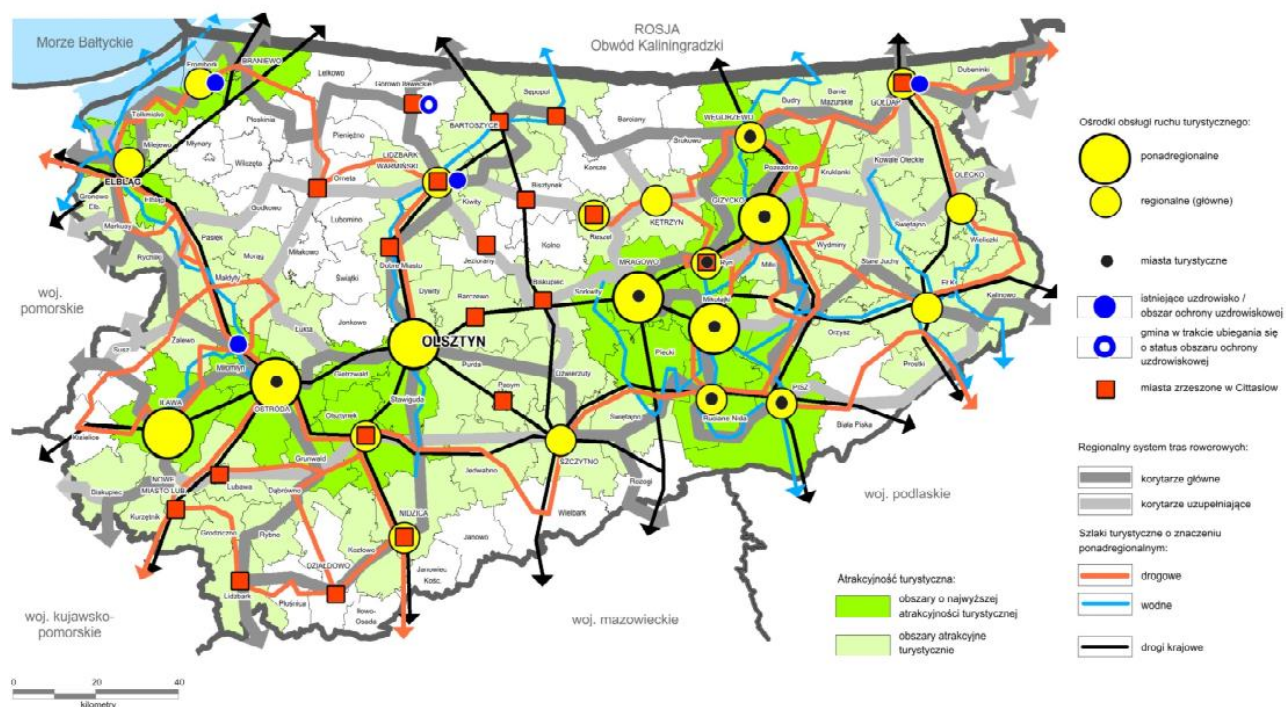 Morze Bałtyckie
ROSJA
Obwód Kaliningradzki
Frombork
BRANIEWO
Lelkowo
Górowo Iławeckie
Sępopol
Dubeninki
Banie
Mazurskie
GOŁDAP
Budry
Tolkmicko
Płoskinia
Pieniężno
BARTOSZYCE
Barciany
Srokowo
WĘGORZEWO
Milejewo
Młynary
Wilczęta
LIDZBARK
WARMIŃSKI
Korsze
Pozezdrze
Kruklanki
Kowale Oleckie
ELBLĄG
Elbląg
Orneta
Kiwity
Bisztynek
Reszel
KĘTRZYN
GIŻYCKO
OLECKO
Gronowo
Elb.
Godkowo
Lubomino
Świętajno
Markusy
Pasłęk
Miłakowo
Kolno
Wydminy
Wieliczki
Rychliki
Morąg
Świątki
Dobre Miasto
Jeziorany
MRĄGOWO
Ryn
Miłki
Stare Juchy
Małdyty
Dywity
Barczewo
Biskupiec
Sorkwity
Mikołajki
EŁK
Kalinowo
woj.
pomorskie
Zalewo
Łukta
Jonkowo
OLSZTYN
Orzysz
Susz
Miłomłyn
Gietrzwałd
Purda
Dźwierzuty
Piecki
Prostki
IŁAWA
OSTRÓDA
Olsztynek
Stawiguda
Pasym
Świętajno
Ruciane Nida
PISZ
Biała Piska
Kisielice
Grunwald
SZCZYTNO
NOWE
MIASTO LUB.
Lubawa
Dąbrówno
Jedwabno
Rozogi
Biskupiec
Kurzętnik
NIDZICA
Wielbark
woj. podlaskie
Grodziczno
Rybno
Kozłowo
Janowo
DZIAŁDOWO
Janowiec
Kośc.
Lidzbark
Płośnica
Iłowo-
Osada
woj. kujawsko-
pomorskie
woj. mazowieckie
0 20 40
kilometry
Atrakcyjność turystyczna:
obszary o najwyższej
atrakcyjności turystycznej
obszary atrakcyjne
turystycznie
Ośrodki obsługi ruchu turystycznego:
ponadregionalne
regionalne (główne)
miasta turystyczne
istniejące uzdrowisko /
obszar ochrony uzdrowiskowej
gmina w trakcie ubiegania się
o status obszaru ochrony
uzdrowiskowej
miasta zrzeszone w Cittaslow
Regionalny system tras rowerowych:
korytarze główne
korytarze uzupełniające
Szlaki turystyczne o znaczeniu
ponadregionalnym:
drogowe
wodne
drogi krajowe